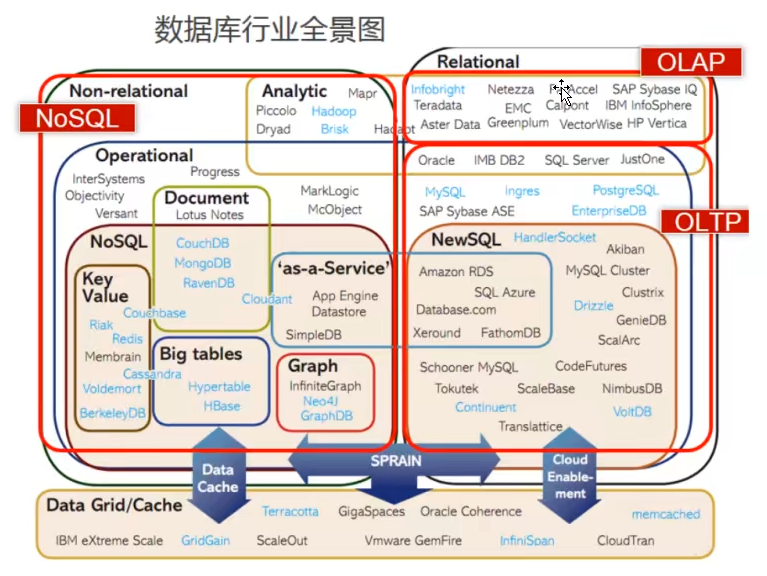 数据库行业全景图
Relational
OLAP
Non-relational
NoSQL
Analytic
Mapr
Piccolo
Hadoop
Dryad
Brisk
Infobright
Netezza
SAP Sybase IQ
Teradata
EMC
Calpont
IBM InfoSphere
Aster Data
Greenplum
VectorWise
HP Vertica
Operational
Progress
InterSystems
Objectivity
Versant
MarkLogic
McObject
Oracle
IMB DB2
SQL Server
JustOne
MySQL
Ingres
PostgreSQL
SAP Sybase ASE
EnterpriseDB
OLTP
Document
Lotus Notes
CouchDB
MongoDB
RavenDB
Cloudant
Couchbase
NoSQL
Key
Value
Riak
Redis
Membrain
Cassandra
Voldemort
BerkeleyDB
Big tables
Hypertable
HBase
Graph
InfiniteGraph
Neo4J
GraphDB
'as-a-Service'
App Engine
Datastore
SimpleDB
NewSQL
HandlerSocket
Akiban
Amazon RDS
MySQL Cluster
SQL Azure
Clustrix
Database.com
Drizzle
GenieDB
Xeround
FathomDB
ScalArc
Schooner MySQL
CodeFutures
Tokutek
ScaleBase
NimbusDB
Continuent
VoltDB
Translattice
Data
Cache
SPRAIN
Cloud
Enable-
ment
Data Grid/Cache
Terracotta
GigaSpaces
Oracle Coherence
memcached
IBM eXtreme Scale
GridGain
ScaleOut
Vmware GemFire
InfiniSpan
CloudTran